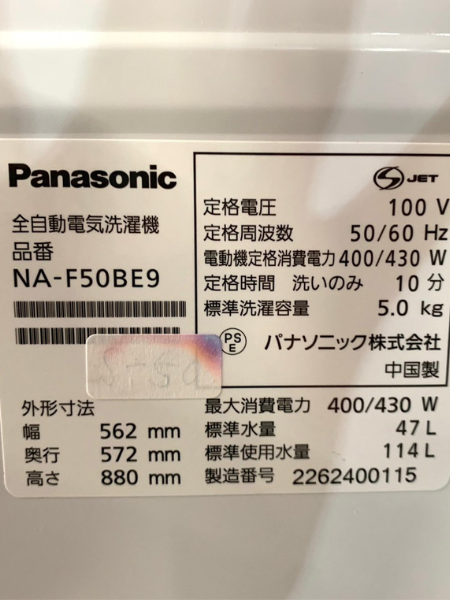 Panasonic
全自動電気洗濯機
品番
NA-F50BE9
JET
定格電圧 100 V
定格周波数 50/60 Hz
電動機定格消費電力 400/430 W
定格時間 洗いのみ 10 分
標準洗濯容量 5.0 kg
PS
E
パナソニック株式会社
中国製
外形寸法
幅 562 mm
奥行 572 mm
高さ 880 mm
最大消費電力 400/430 W
標準水量 47 L
標準使用水量 114 L
製造番号 2262400115